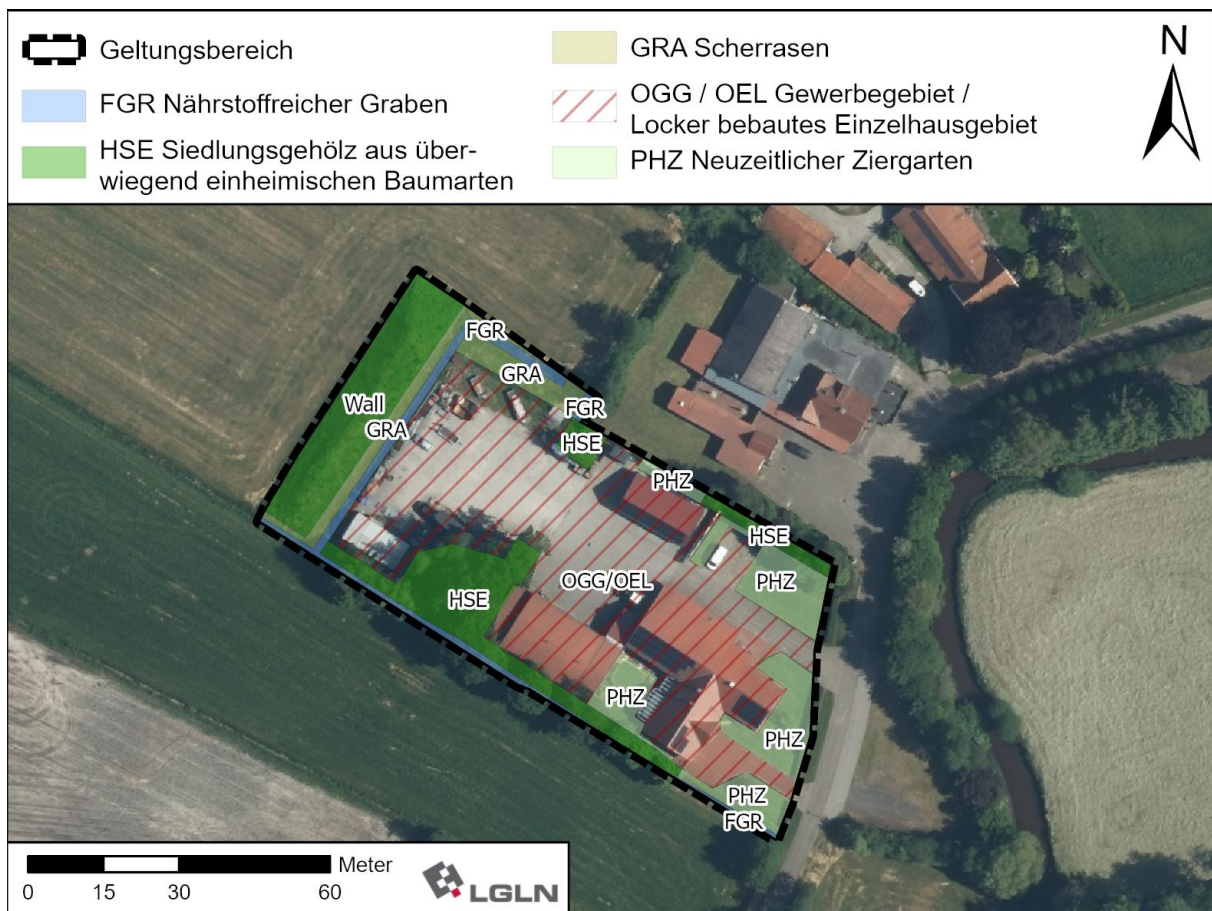 Geltungsbereich
FGR Nährstoffreicher Graben
HSE Siedlungsgehölz aus über-
wiegend einheimischen Baumarten
GRA Scherrasen
OGG / OEL Gewerbegebiet /
Locker bebautes Einzelhausgebiet
PHZ Neuzeitlicher Ziergarten
N
FGR
GRA
Wall
GRA
FGR
HSE
PHZ
HSE
PHZ
OGG/OEL
HSE
PHZ
PHZ
PHZ
FGR
Meter
0 15 30 60
LGLN